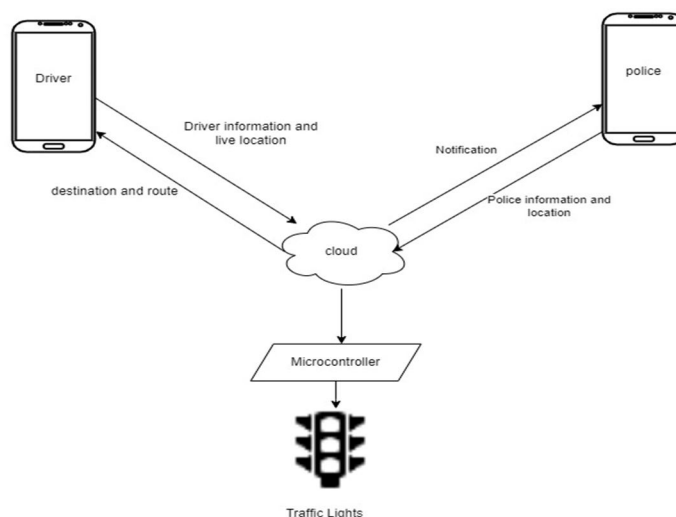 Driver
police
Driver information and
live location
Notification
destination and route
Police information and
location
cloud
Microcontroller
Traffic Lights